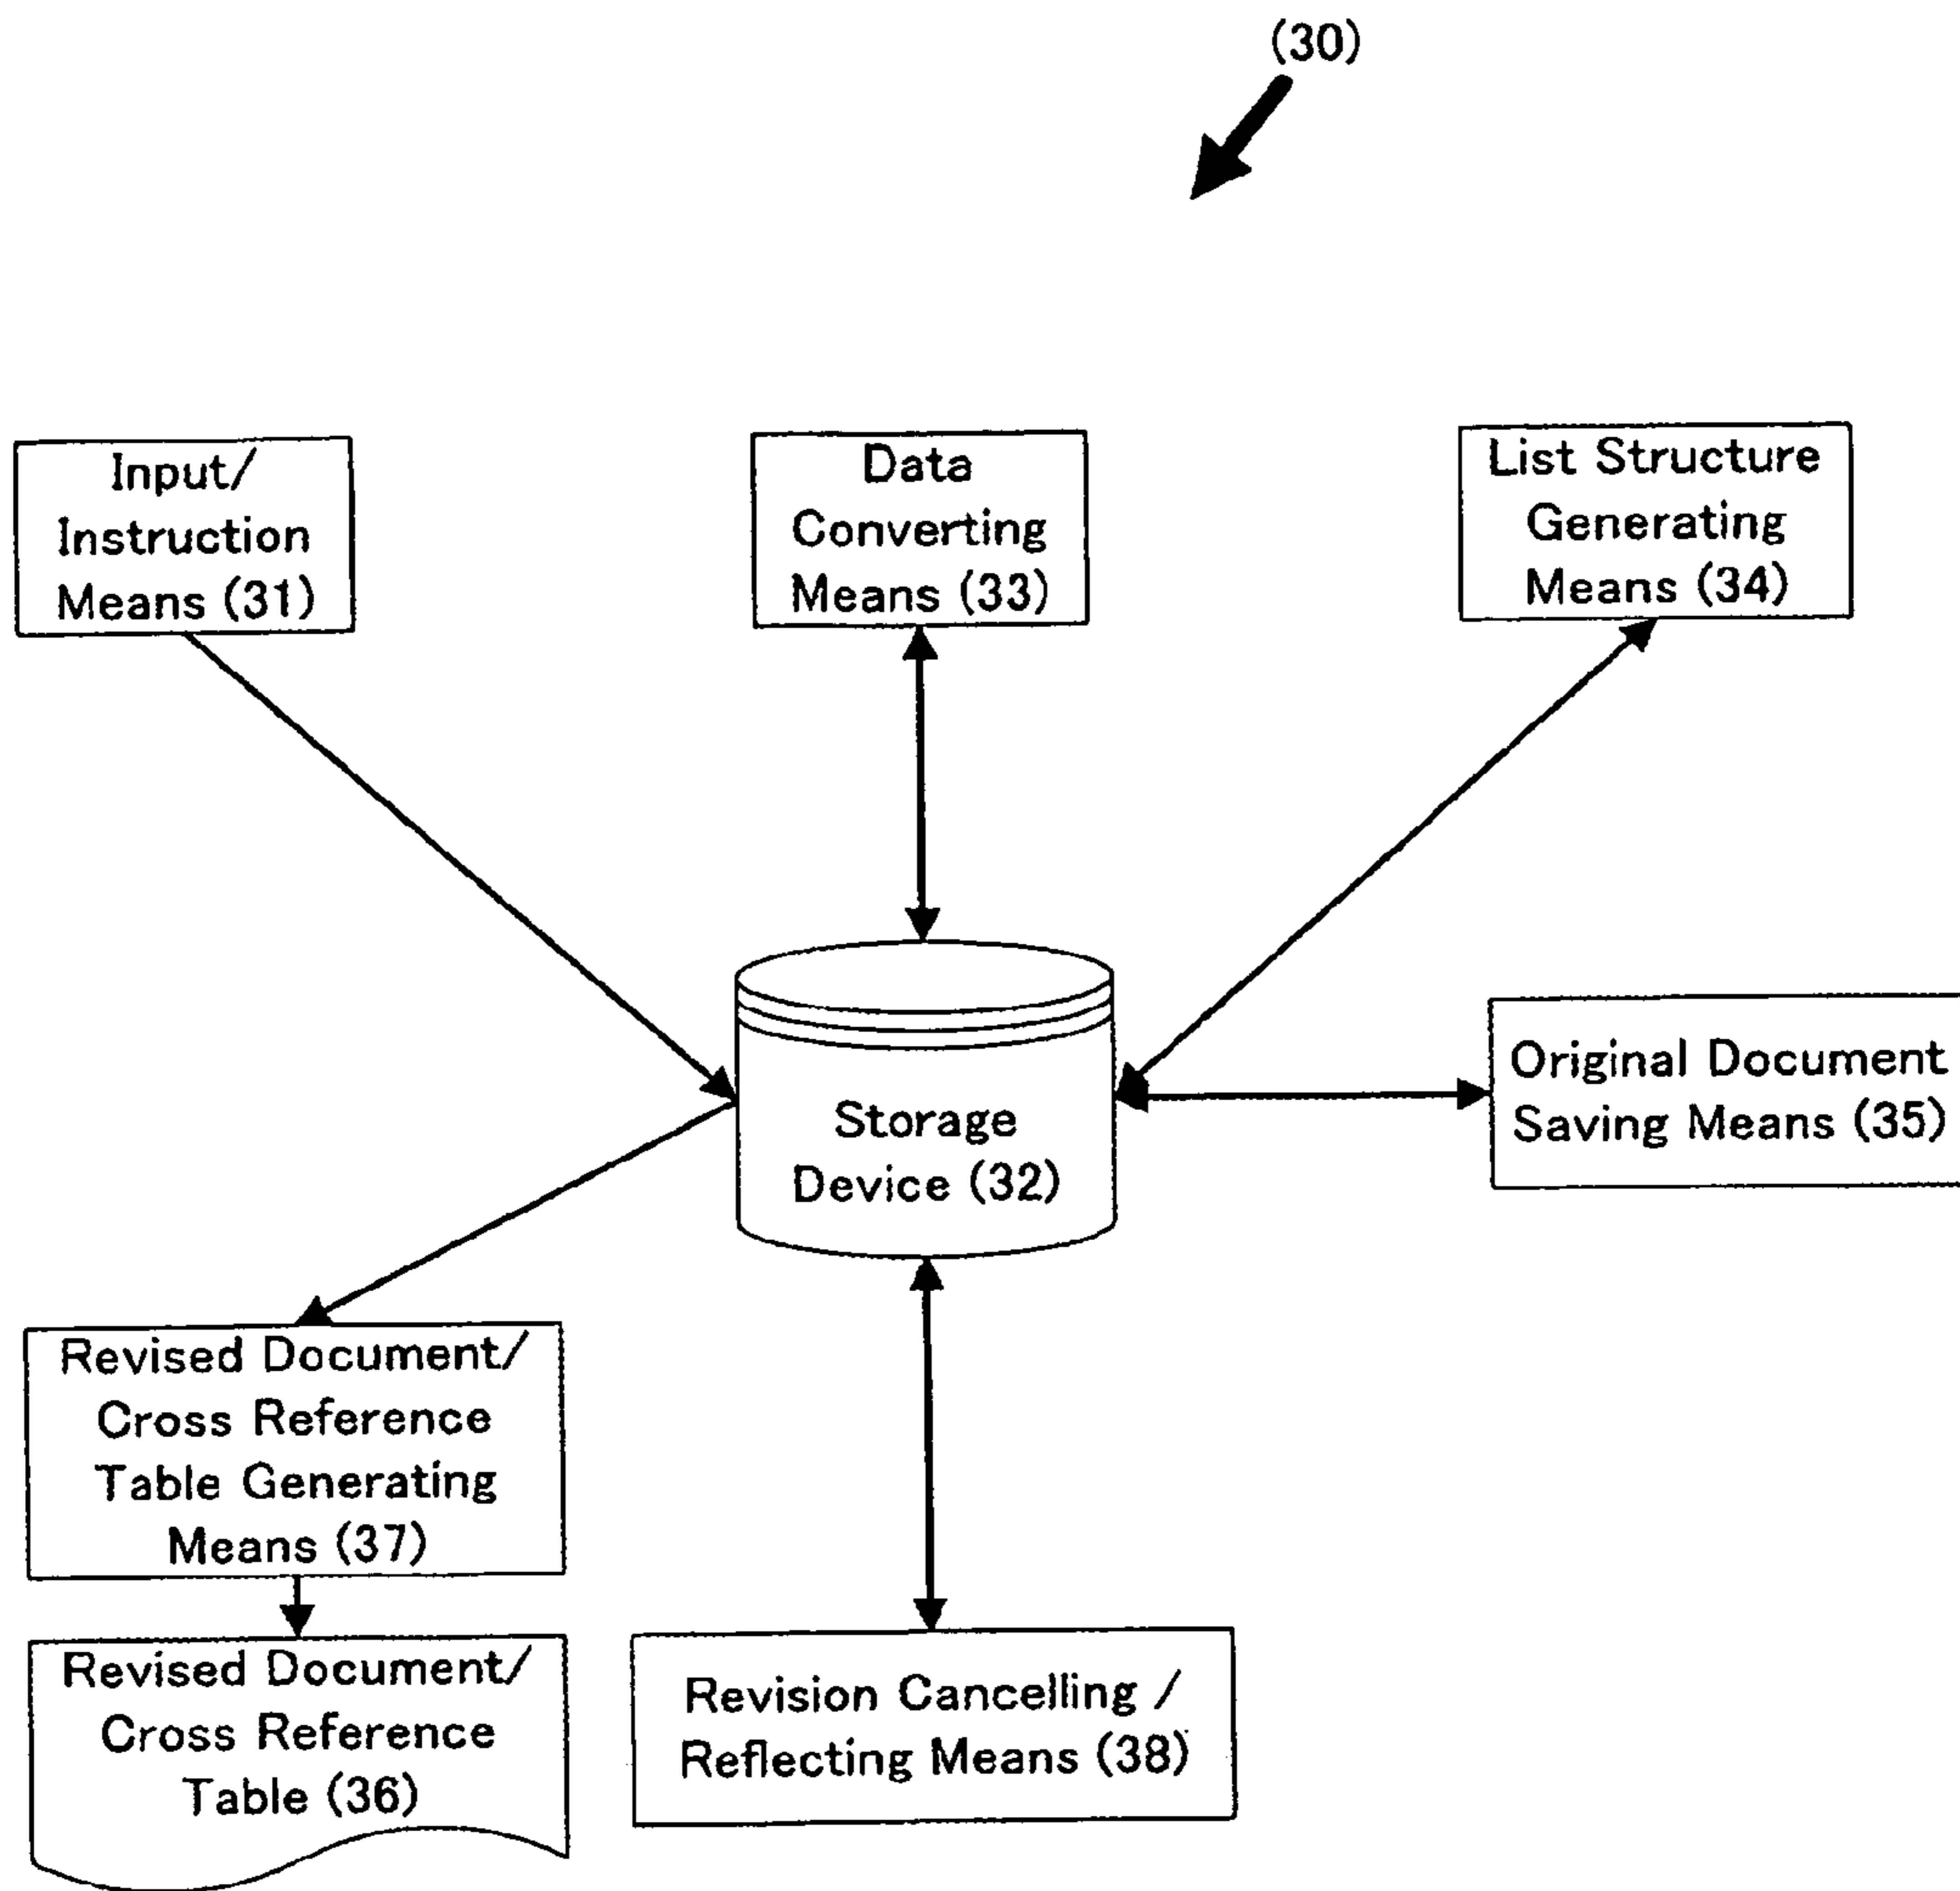 (30)
Input/
Instruction
Means (31)
Data
Converting
Means (33)
List Structure
Generating
Means (34)
Storage
Device (32)
Original Document
Saving Means (35)
Revised Document/
Cross Reference
Table Generating
Means (37)
Revised Document/
Cross Reference
Table (36)
Revision Cancelling /
Reflecting Means (38)